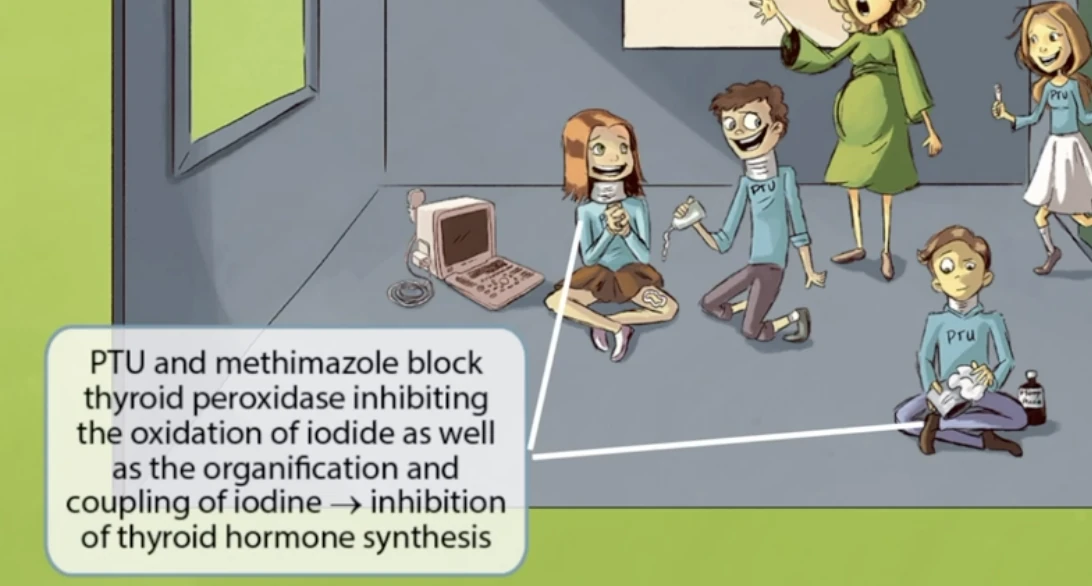 PTU
PTU
PTU
PTU and methimazole block
thyroid peroxidase inhibiting
the oxidation of iodide as well
as the organification and
coupling of iodine → inhibition
of thyroid hormone synthesis